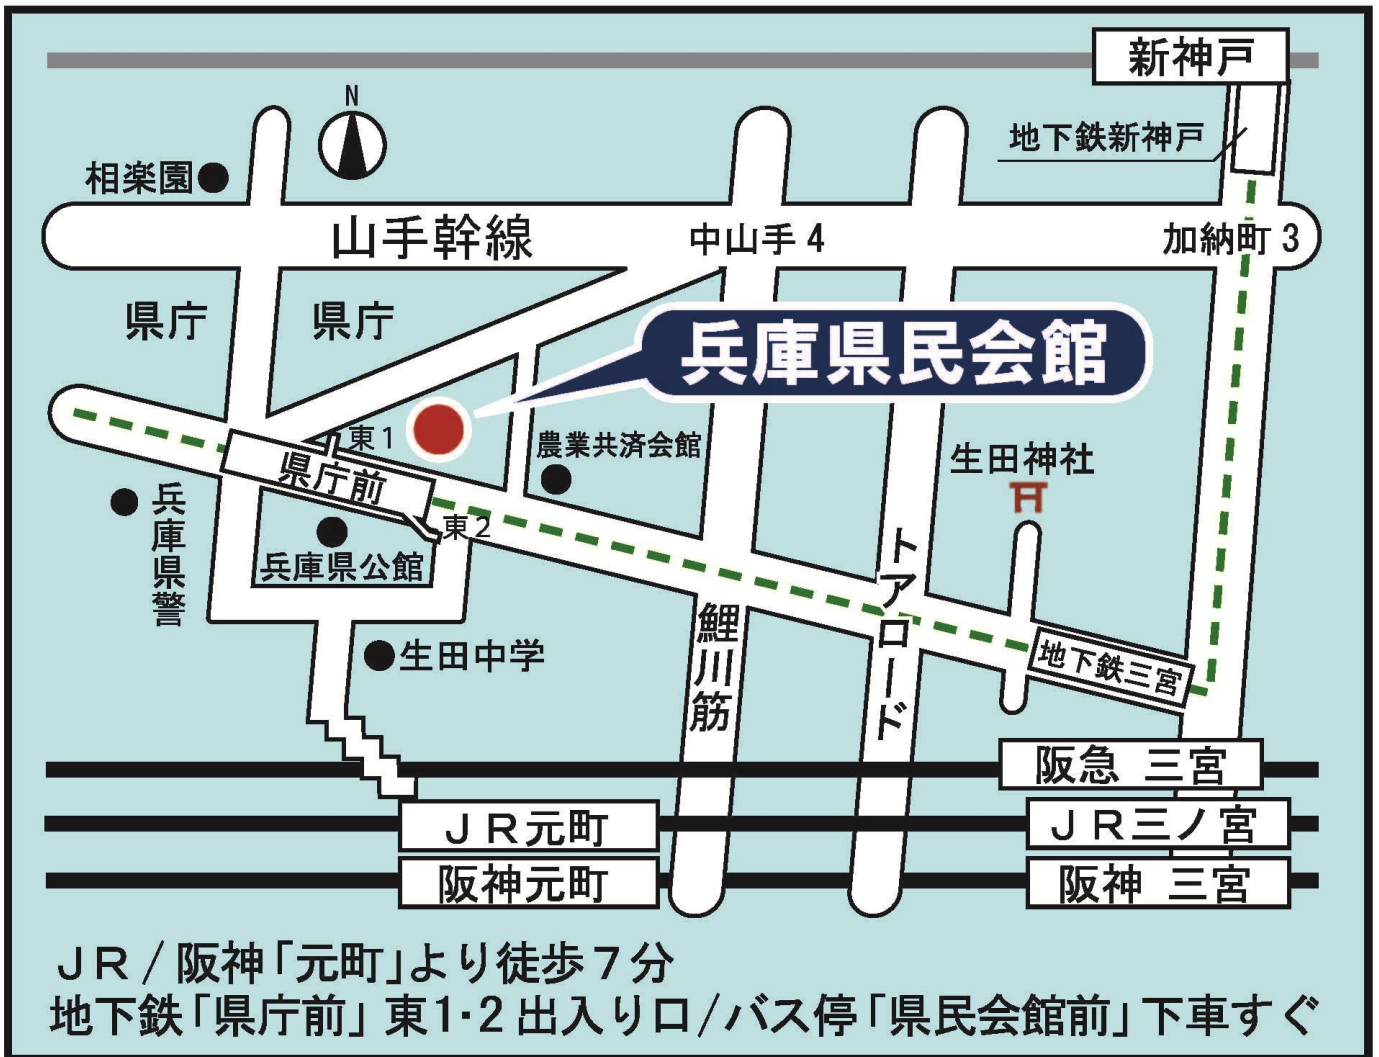 新神戸
N
地下鉄新神戸
相楽園
山手幹線
中山手4
加納町3
県庁
県庁
兵庫県民会館
東1
農業共済会館
生田神社
県庁前
東2
兵庫県警
兵庫県公館
トアロード
鯉川筋
生田中学
地下鉄三宮
阪急 三宮
JR元町
JR三ノ宮
阪神元町
阪神 三宮
JR/阪神「元町」より徒歩7分
地下鉄「県庁前」東1・2出入り口/バス停「県民会館前」下車すぐ